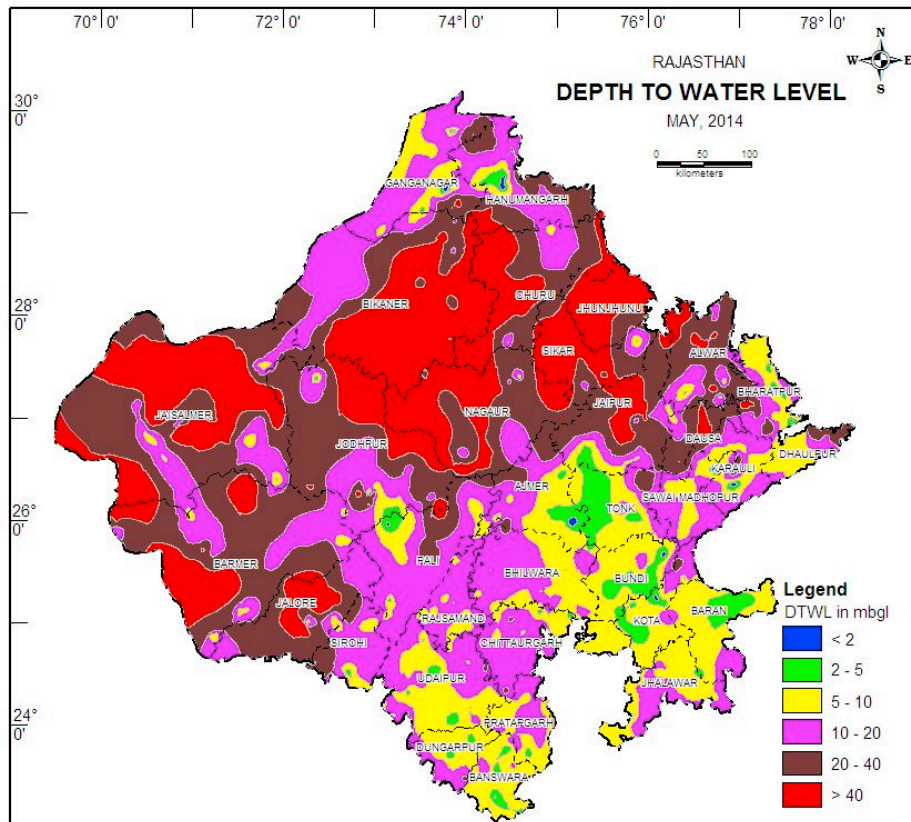 70° 0' 72° 0' 74° 0' 76° 0' 78° 0'
N
W E
S
RAJASTHAN
DEPTH TO WATER LEVEL
MAY, 2014
0 50 100
kilometers
30°
0'
GANGANAGAR
HANUMANGARH
28°
0'
BIKANER
CHURU
JHUNJHUNU
SIKAR
ALWAR
BHARATPUR
JAISALMER
NAGAUR
JAIPUR
JODHPUR
DAUSA
DHAULPUR
KARAULI
AJMER
TONK
SAWAI MADHOPUR
26°
0'
BARMER
PALI
BHILWARA
BUNDI
JALORE
RAJSAMAND
KOTA
BARAN
SIROHI
CHITTAURGARH
UDAIPUR
JHALAWAR
24°
0'
PRATAPGARH
DUNGARPUR
BANSWARA
Legend
DTWL in mbgl
< 2
2 - 5
5 - 10
10 - 20
20 - 40
> 40